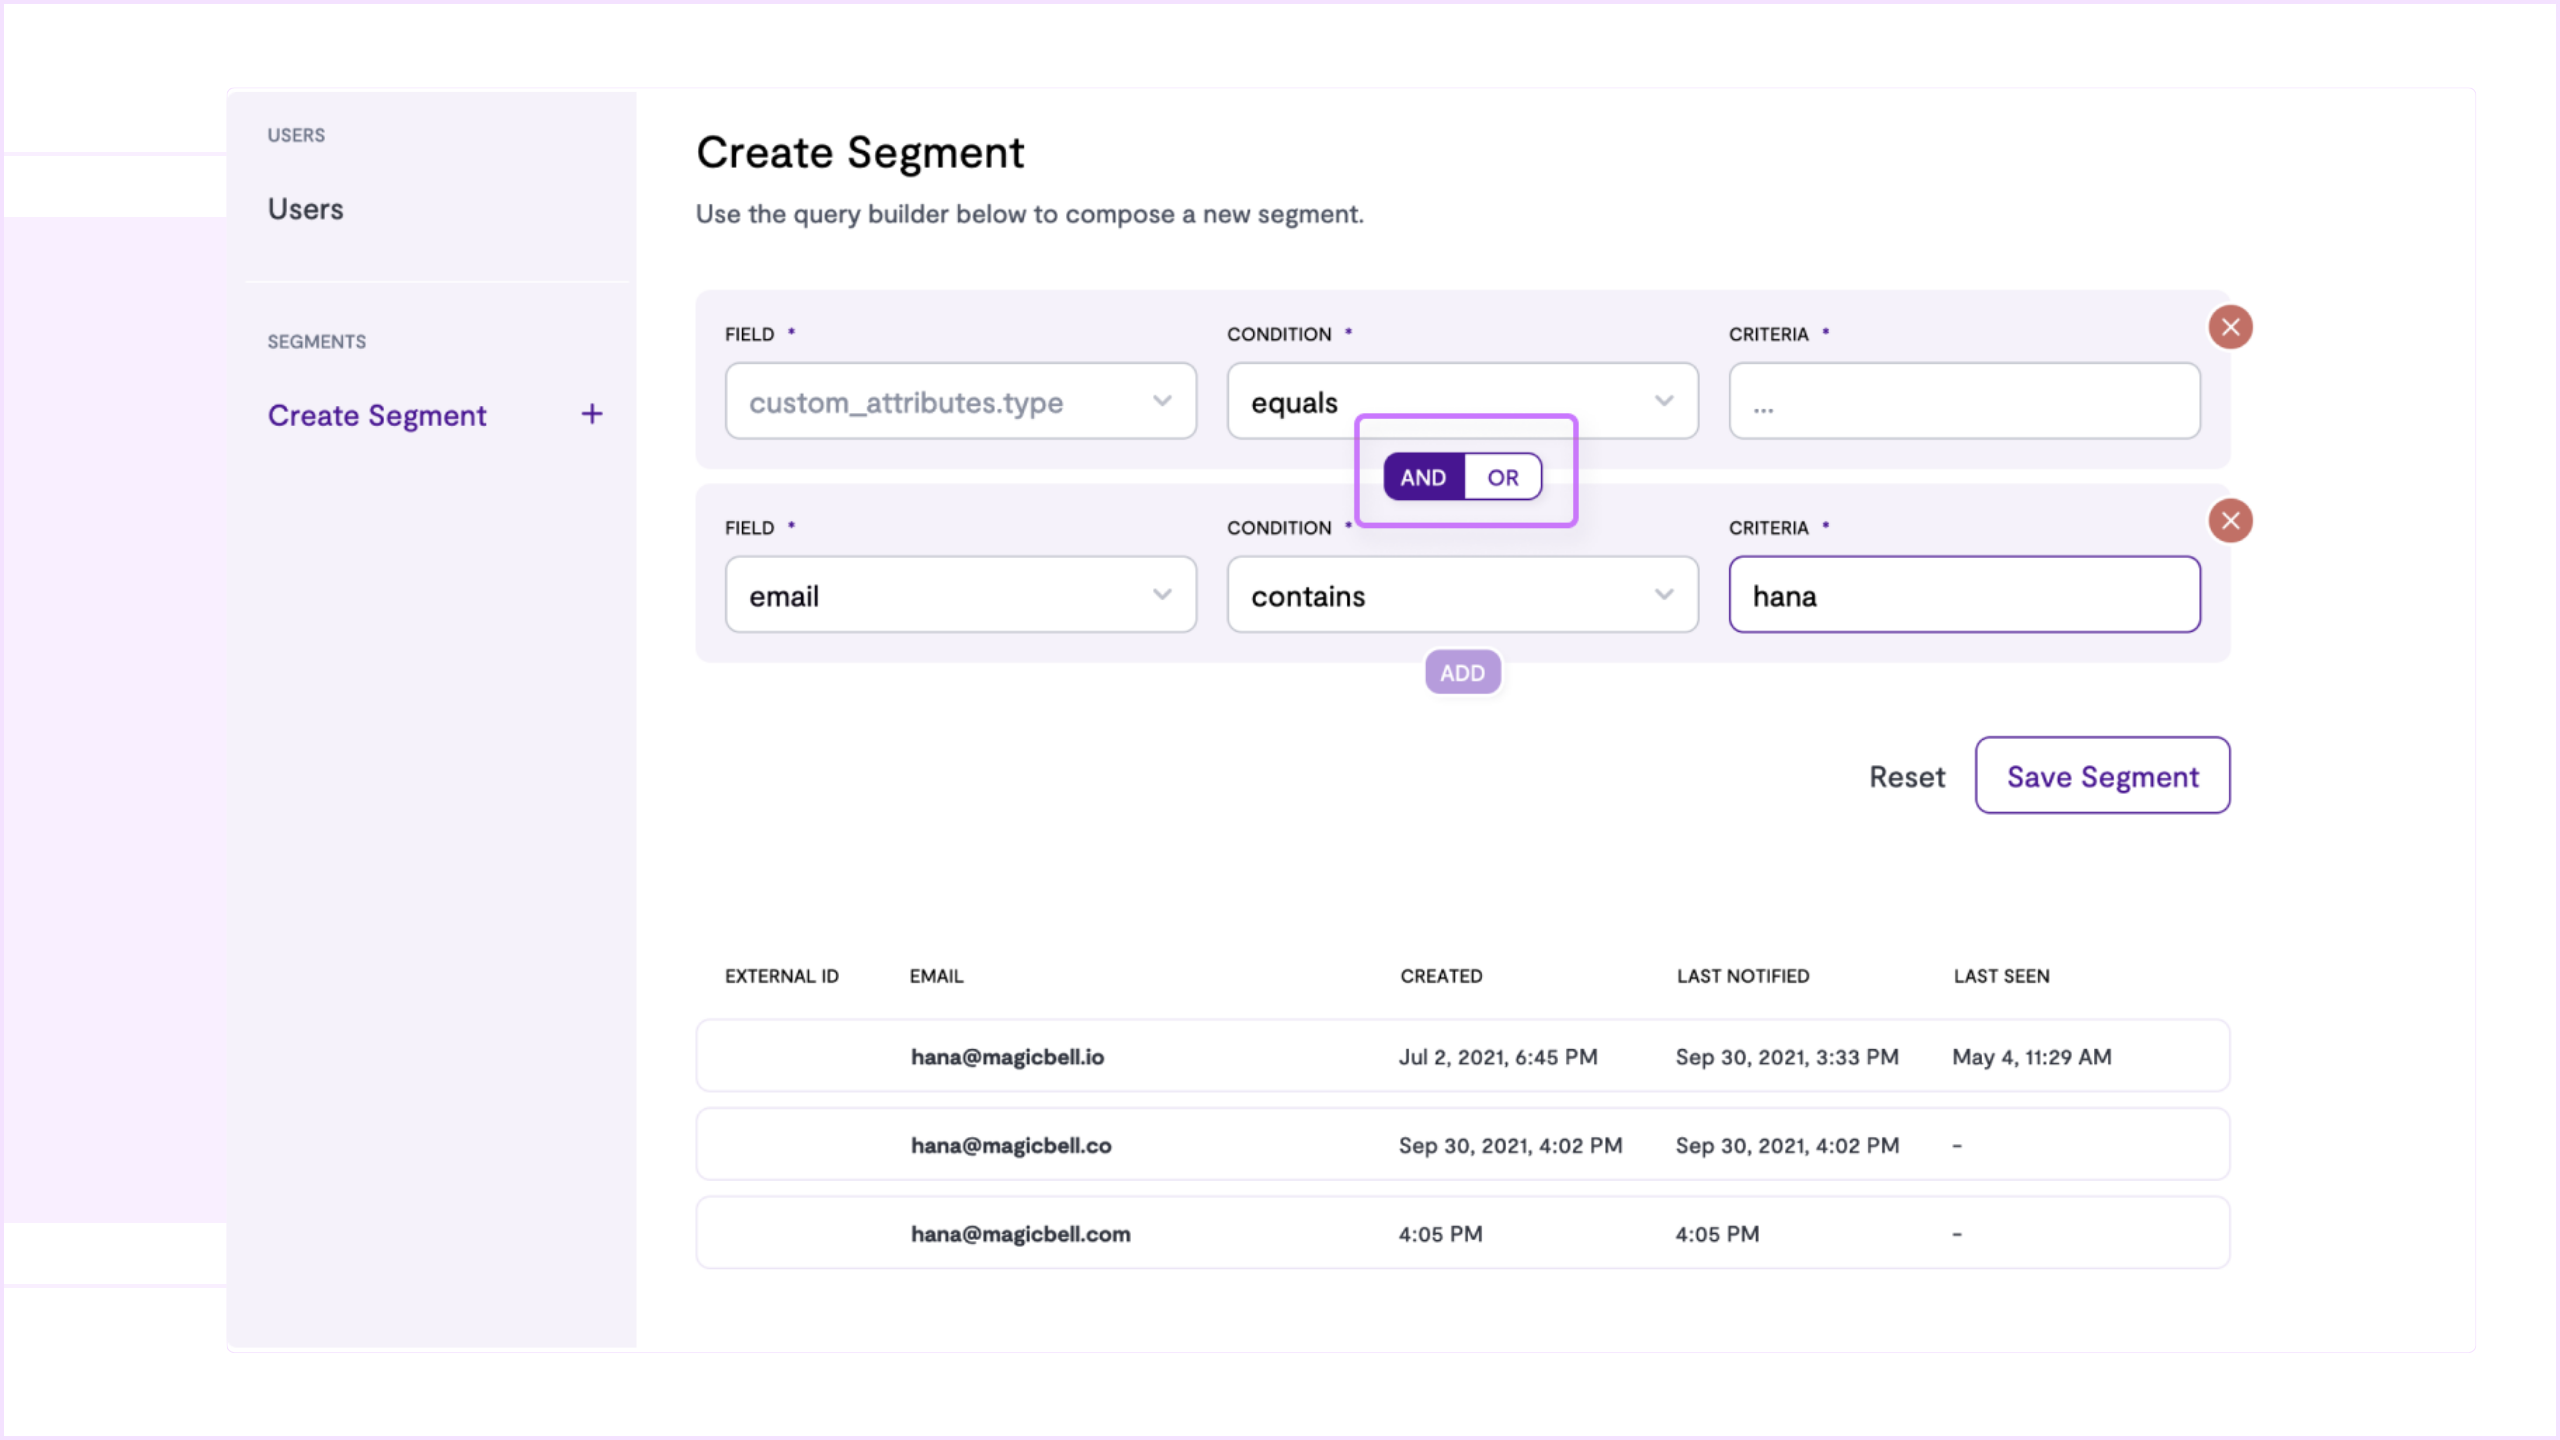 USERS
Users
SEGMENTS
Create Segment +
Create Segment
Use the query builder below to compose a new segment.
FIELD * CONDITION * CRITERIA *
custom_attributes.type equals ...
AND OR
FIELD * CONDITION * CRITERIA *
email contains hana
ADD
Reset Save Segment
EXTERNAL ID EMAIL CREATED LAST NOTIFIED LAST SEEN
hana@magicbell.io Jul 2, 2021, 6:45 PM Sep 30, 2021, 3:33 PM May 4, 11:29 AM
hana@magicbell.co Sep 30, 2021, 4:02 PM Sep 30, 2021, 4:02 PM -
hana@magicbell.com 4:05 PM 4:05 PM -